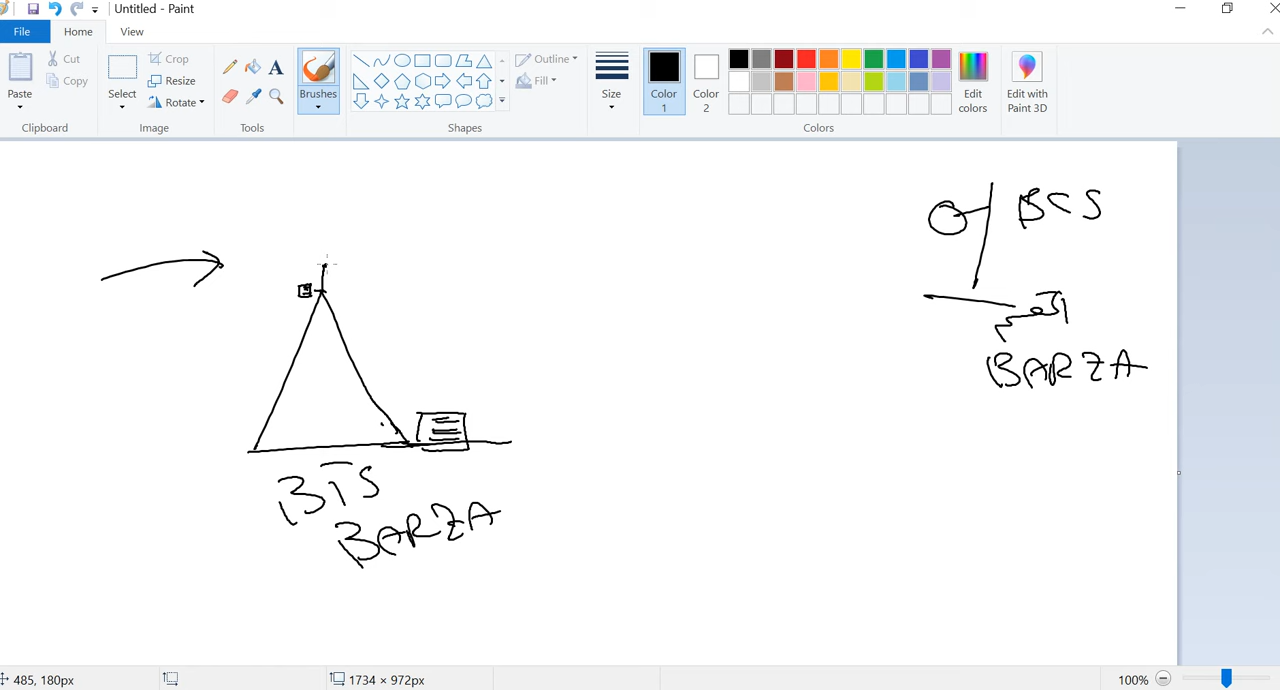 Untitled - Paint
File
Home
View
Paste
Cut
Copy
Clipboard
Select
Crop
Resize
Rotate
Image
Tools
Brushes
Outline
Fill
Shapes
Size
Color 1
Color 2
Edit colors
Colors
Edit with Paint 3D
BCS
BARZA
BTS
BARZA
485, 180px
1734 × 972px
100%